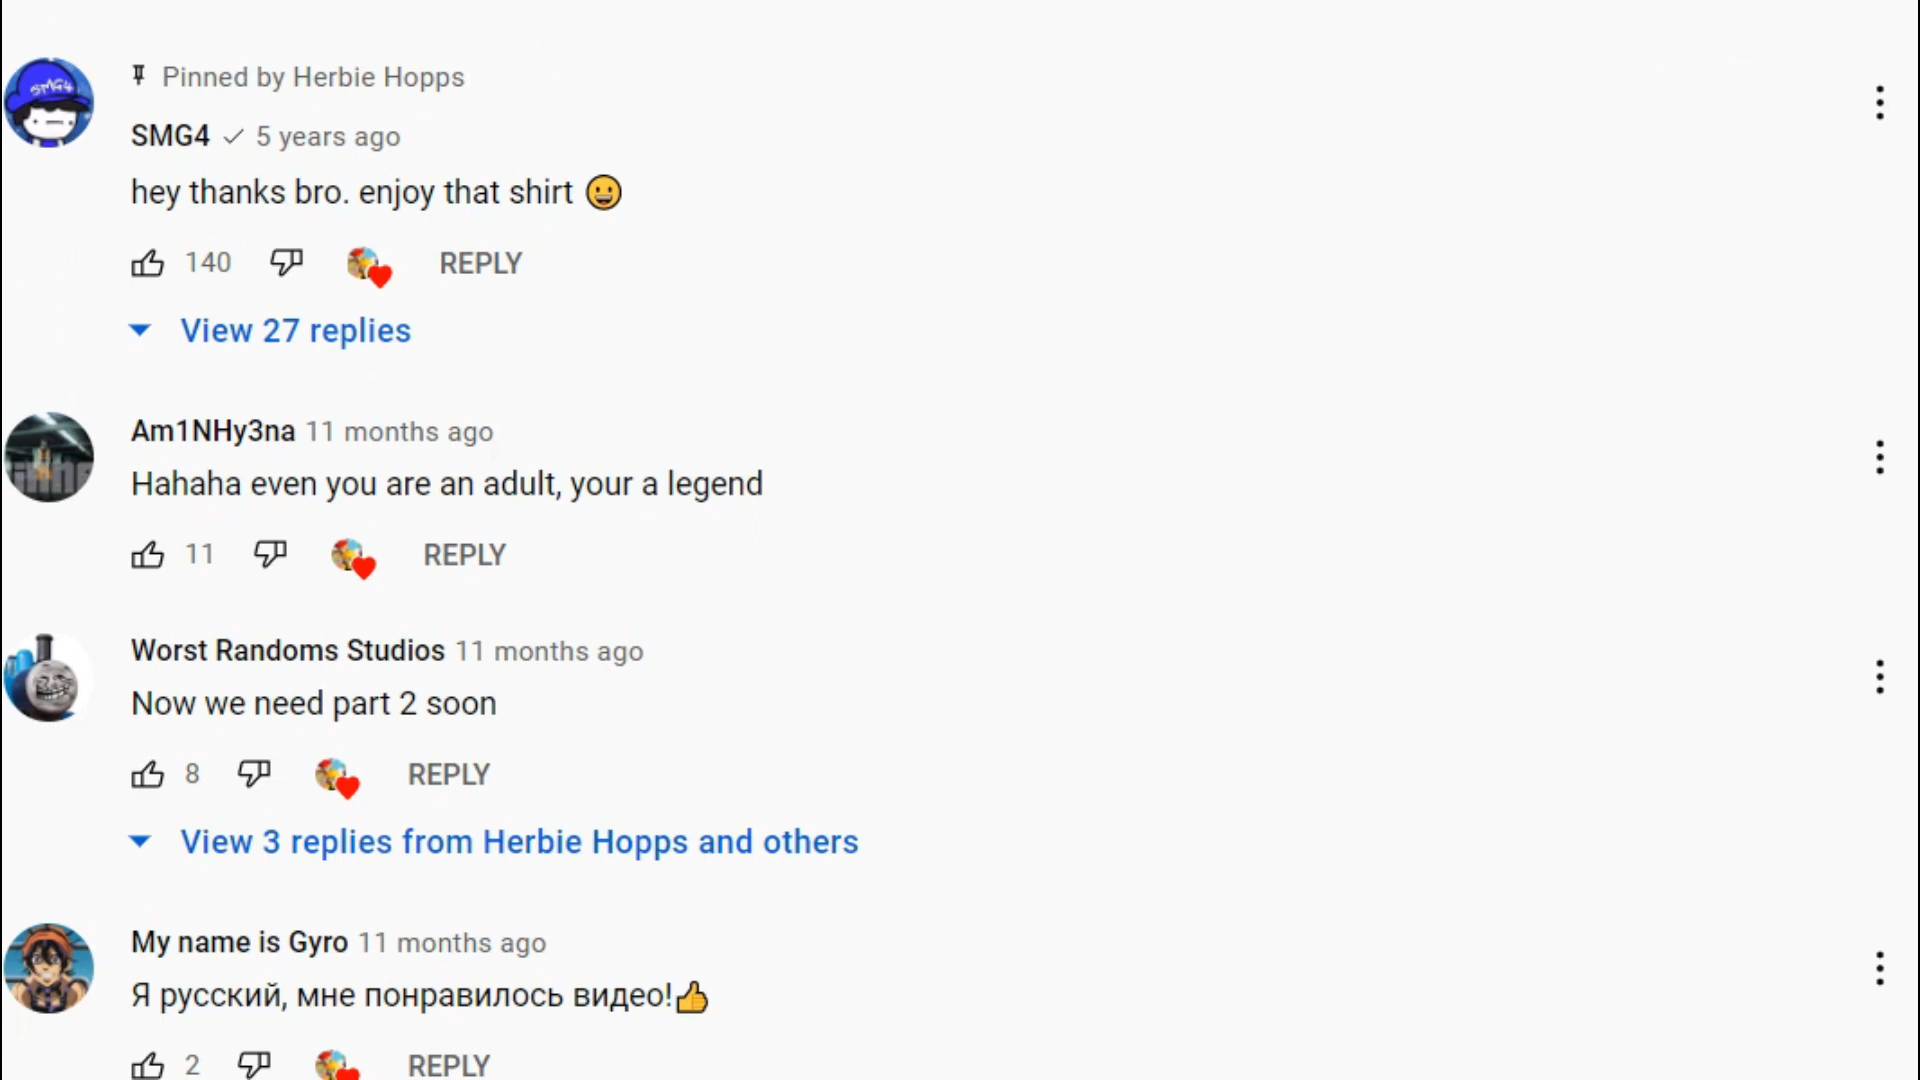 Pinned by Herbie Hopps
SMG4 5 years ago
hey thanks bro. enjoy that shirt 😀
140 REPLY
View 27 replies
Am1NHy3na 11 months ago
Hahaha even you are an adult, your a legend
11 REPLY
Worst Randoms Studios 11 months ago
Now we need part 2 soon
8 REPLY
View 3 replies from Herbie Hopps and others
My name is Gyro 11 months ago
Я русский, мне понравилось видео!👍
2 REPLY